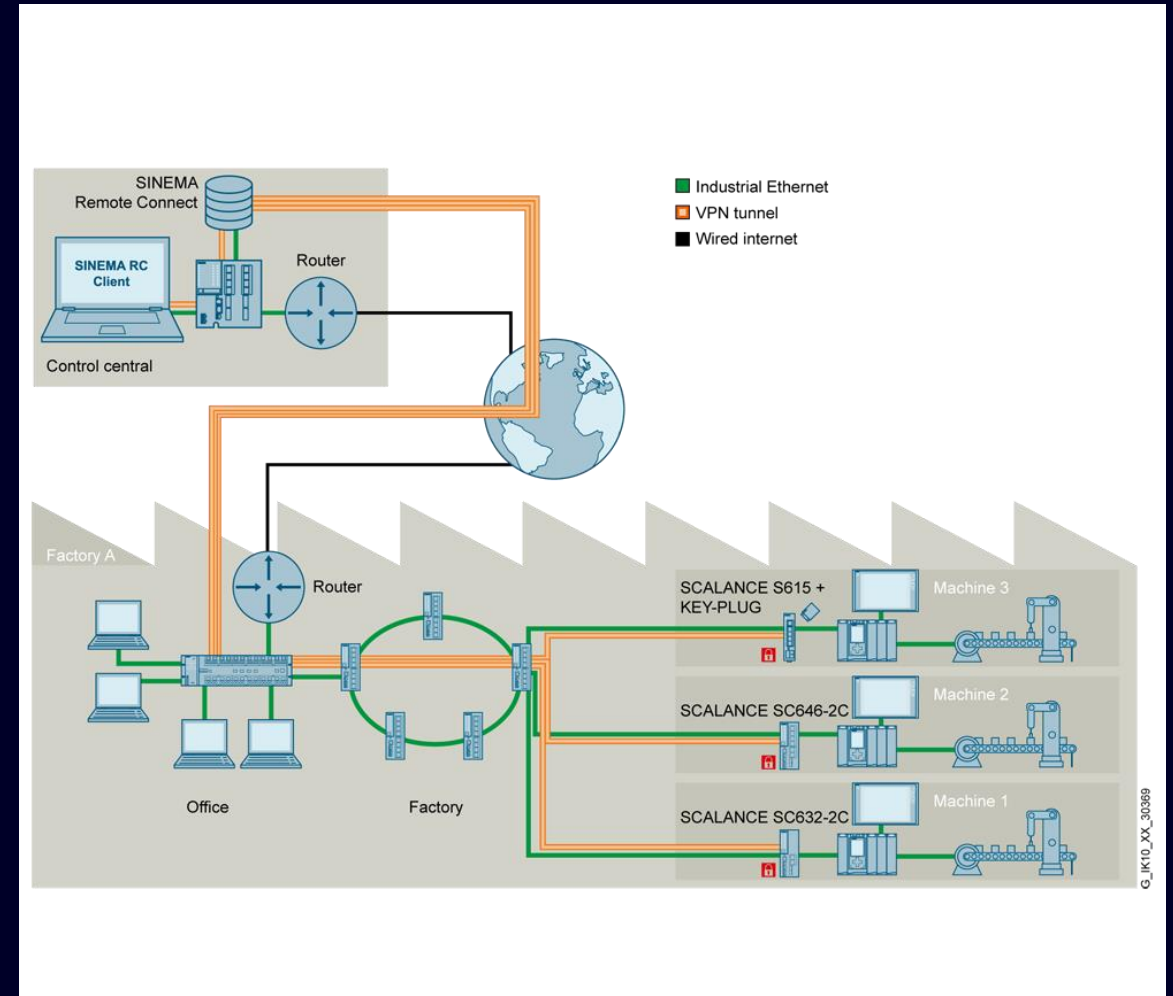 SINEMA
Remote Connect
SINEMA RC
Client
Router
Control central
Industrial Ethernet
VPN tunnel
Wired internet
Factory A
Router
Office
Factory
SCALANCE S615 +
KEY-PLUG
Machine 3
SCALANCE SC646-2C
Machine 2
SCALANCE SC632-2C
Machine 1
G_IK10_XX_30369